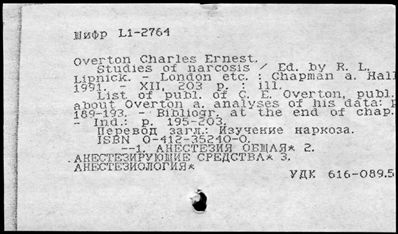 Шифр L1-2764
Overton Charles Ernest.
Studies of narcosis / Ed. by R. L.
Lipnick. - London etc. : Chapman a. Hall
1991. - XII, 203 p. : ill.
List of publ. of C. E. Overton, publ.
about Overton a. analyses of his data: p
189-193. - Bibliogr. at the end of chap.
- Ind.: p. 195-203.
Перевод загл.: Изучение наркоза.
ISBN 0-412-35240-0.
--1. АНЕСТЕЗИЯ ОБЩАЯ* 2.
АНЕСТЕЗИРУЮЩИЕ СРЕДСТВА* 3.
АНЕСТЕЗИОЛОГИЯ*
УДК 616-089.5